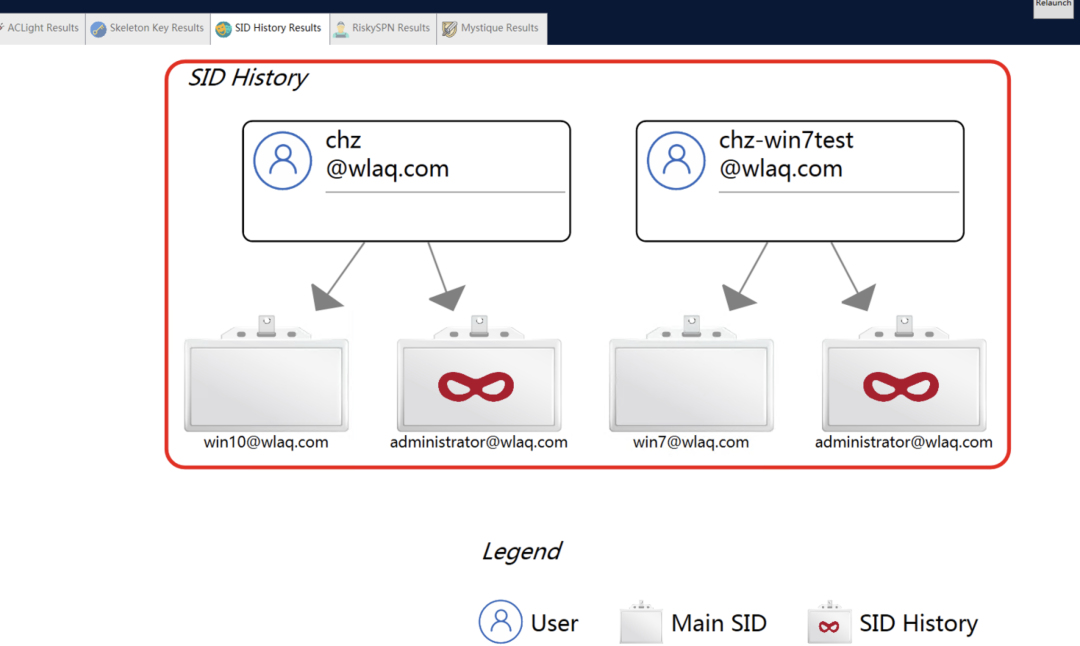 Relaunch
ACLight Results
Skeleton Key Results
SID History Results
RiskySPN Results
Mystique Results
SID History
chz
@wlaq.com
chz-win7test
@wlaq.com
win10@wlaq.com
administrator@wlaq.com
win7@wlaq.com
administrator@wlaq.com
Legend
User
Main SID
SID History